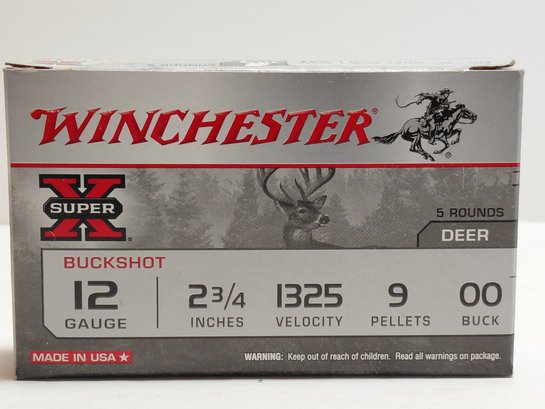 WINCHESTER®
SUPER X®
5 ROUNDS
DEER
BUCKSHOT
12 2 3/4 1325 9 00
GAUGE INCHES VELOCITY PELLETS BUCK
MADE IN USA★
WARNING: Keep out of reach of children. Read all warnings on package.